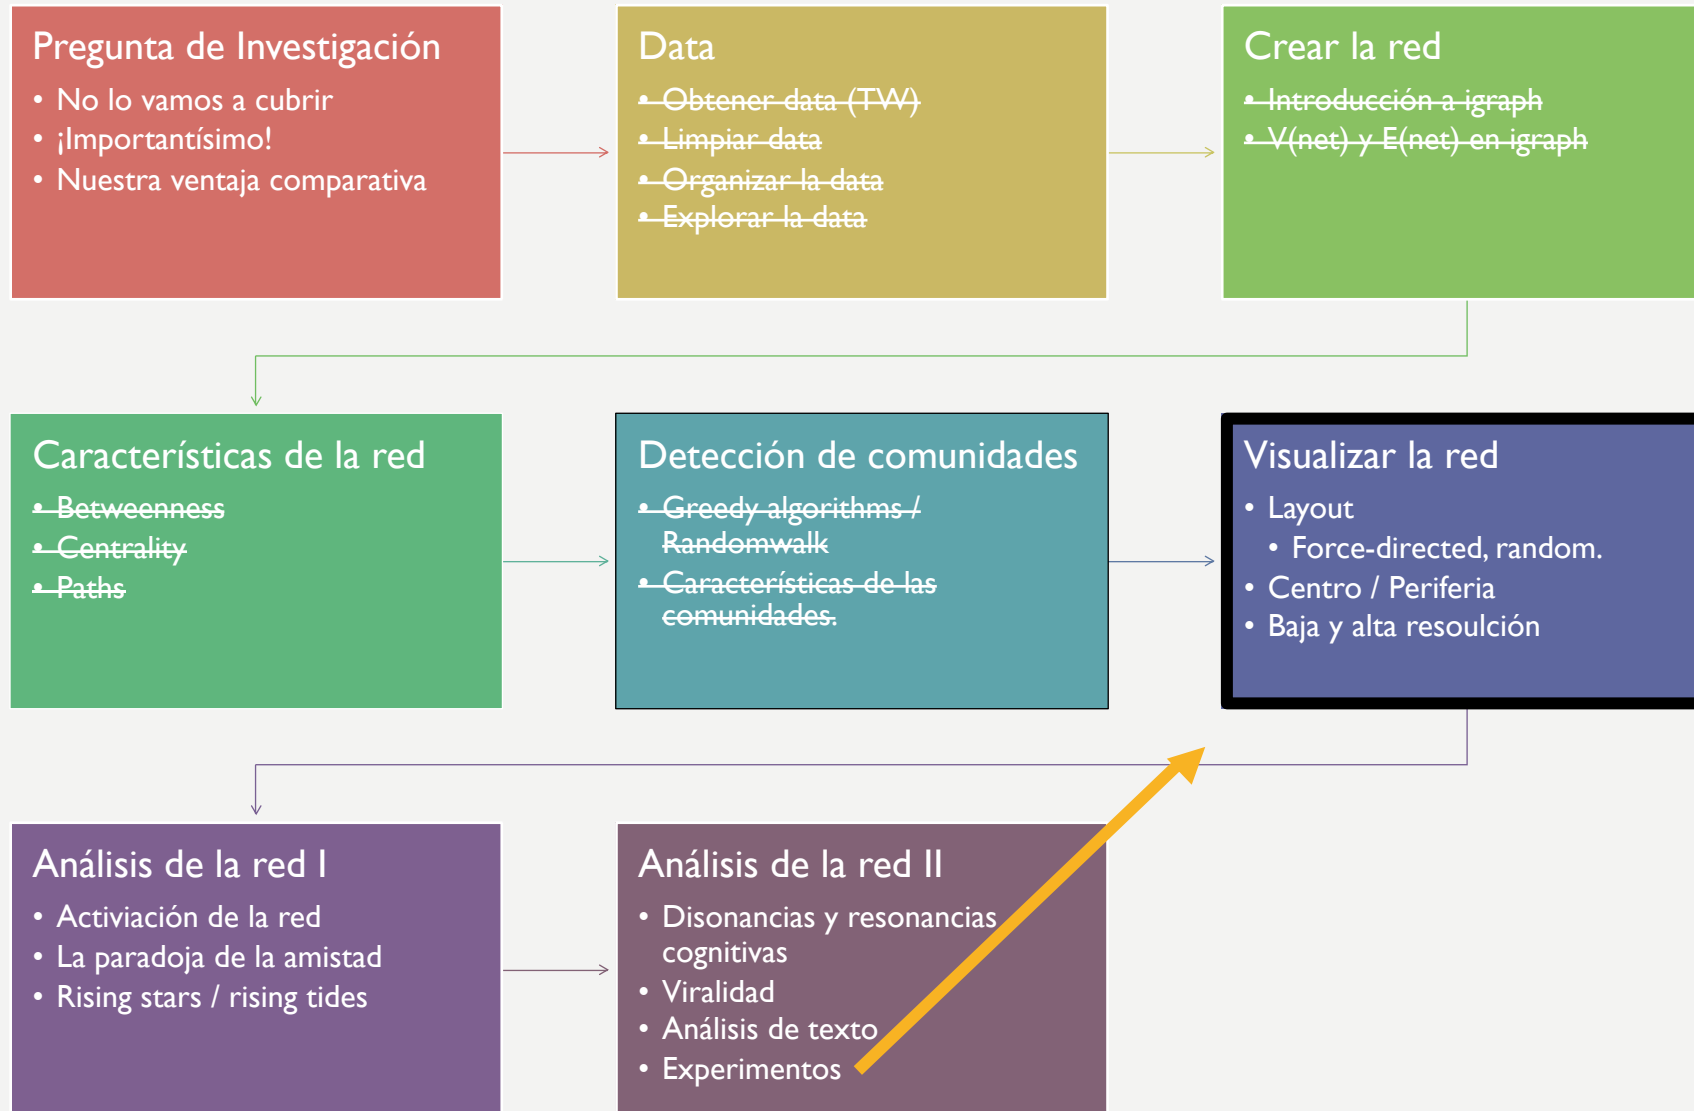 Pregunta de Investigación
• No lo vamos a cubrir
• ¡Importantísimo!
• Nuestra ventaja comparativa
Data
• Obtener data (TW)
• Limpiar data
• Organizar la data
• Explorar la data
Crear la red
• Introducción a igraph
• V(net) y E(net) en igraph
Características de la red
• Betweenness
• Centrality
• Paths
Detección de comunidades
• Greedy algorithms /
Randomwalk
• Características de las
comunidades.
Visualizar la red
• Layout
• Force-directed, random.
• Centro / Periferia
• Baja y alta resoulción
Análisis de la red I
• Activiación de la red
• La paradoja de la amistad
• Rising stars / rising tides
Análisis de la red II
• Disonancias y resonancias
cognitivas
• Viralidad
• Análisis de texto
• Experimentos